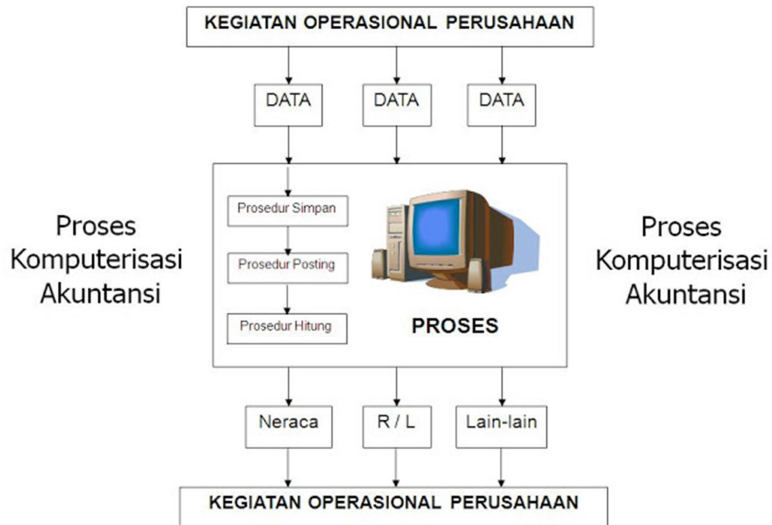 KEGIATAN OPERASIONAL PERUSAHAAN
DATA
DATA
DATA
Proses
Komputerisasi
Akuntansi
Prosedur Simpan
Prosedur Posting
Prosedur Hitung
PROSES
Proses
Komputerisasi
Akuntansi
Neraca
R / L
Lain-lain
KEGIATAN OPERASIONAL PERUSAHAAN